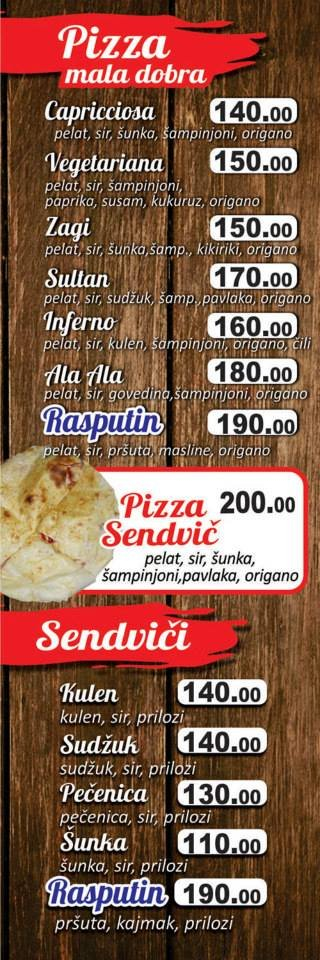 Pizza
mala dobra
Capricciosa 140.00
pelat, sir, šunka, šampinjoni, origano
Vegetariana 150.00
pelat, sir, šampinjoni,
paprika, susam, kukuruz, origano
Zagi 150.00
pelat, sir, šunka,šamp., kikiriki, origano
Sultan 170.00
pelat, sir, sudžuk, šamp.,pavlaka, origano
Inferno 160.00
pelat, sir, kulen, šampinjoni, origano, čili
Ala Ala 180.00
pelat, sir, govedina,šampinjoni, origano
Rasputin 190.00
pelat, sir, pršuta, masline, origano
Pizza 200.00
Sendvič
pelat, sir, šunka,
šampinjoni,pavlaka, origano
Sendviči
Kulen 140.00
kulen, sir, prilozi
Sudžuk 140.00
sudžuk, sir, prilozi
Pečenica 130.00
pečenica, sir, prilozi
Šunka 110.00
šunka, sir, prilozi
Rasputin 190.00
pršuta, kajmak, prilozi